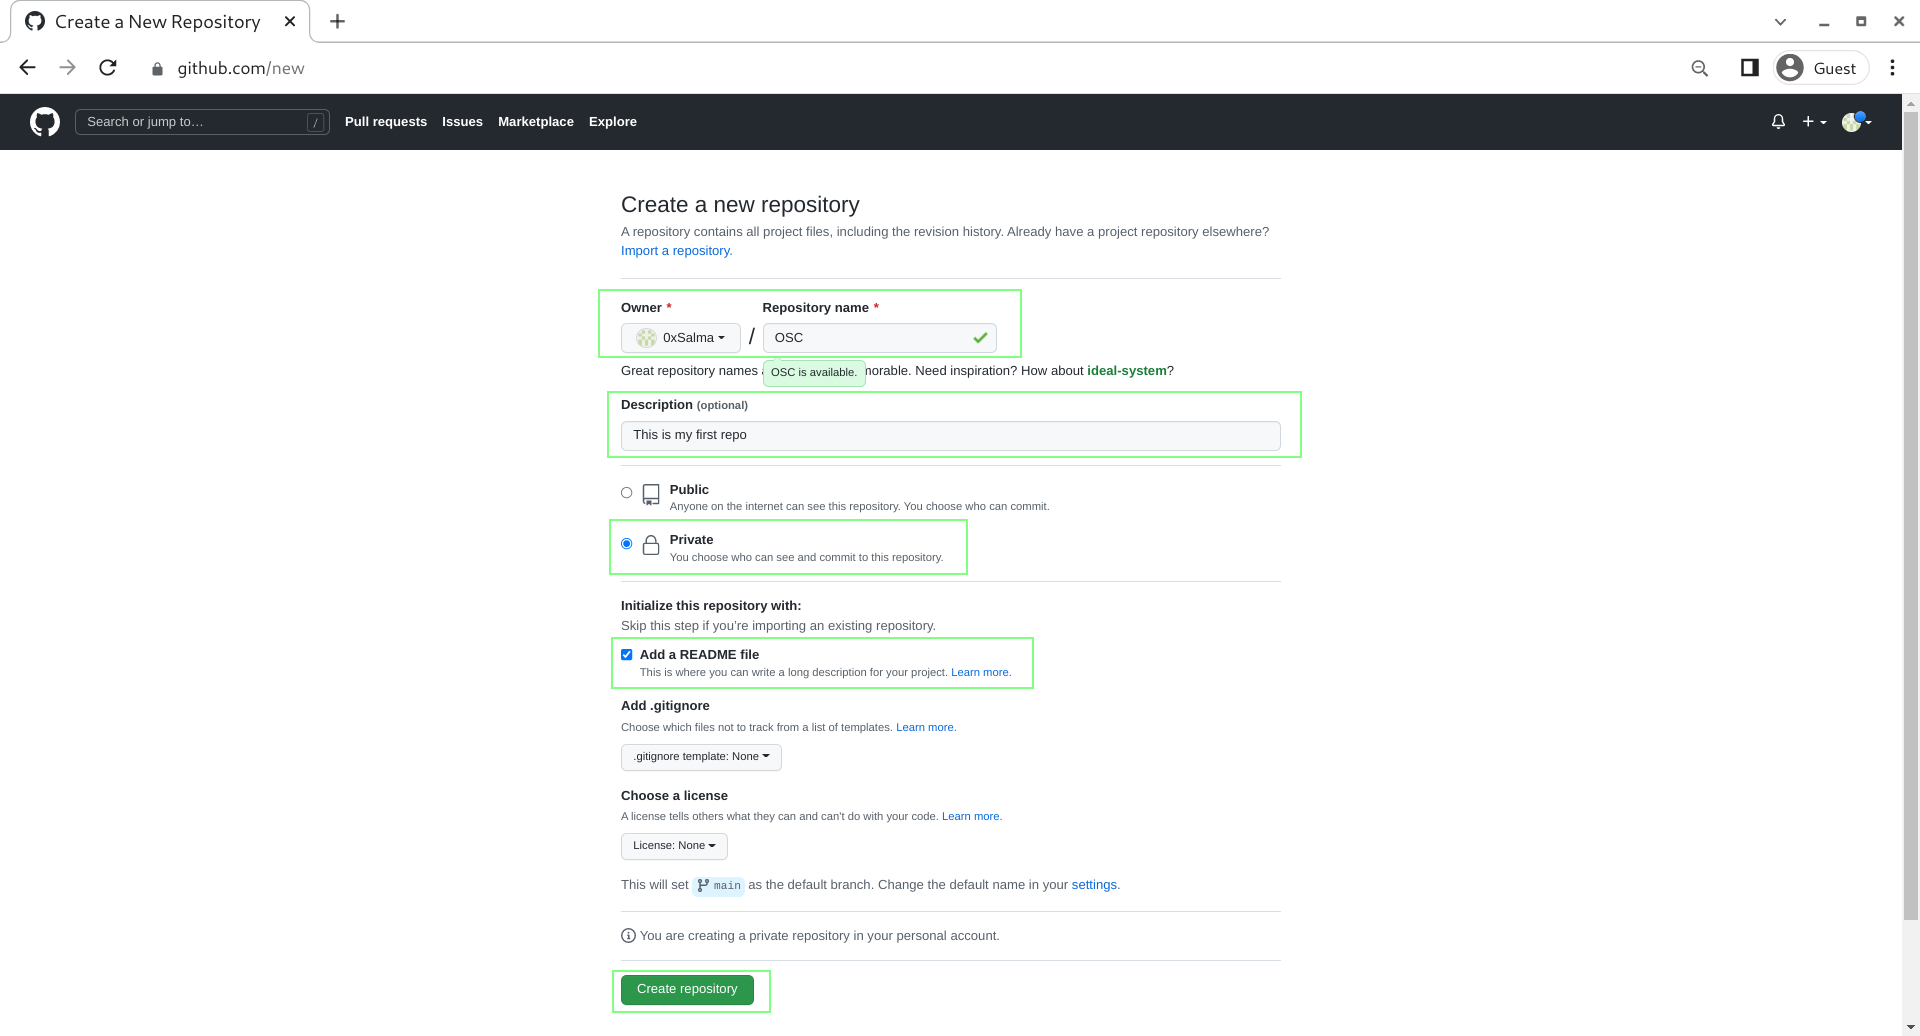 Create a New Repository
github.com/new
Guest
Search or jump to…
/
Pull requests
Issues
Marketplace
Explore
Create a new repository
A repository contains all project files, including the revision history. Already have a project repository elsewhere?
Import a repository.
Owner *
Repository name *
0xSalma
/
OSC
Great repository names
OSC is available.
morable. Need inspiration? How about ideal-system?
Description (optional)
This is my first repo
Public
Anyone on the internet can see this repository. You choose who can commit.
Private
You choose who can see and commit to this repository.
Initialize this repository with:
Skip this step if you're importing an existing repository.
Add a README file
This is where you can write a long description for your project. Learn more.
Add .gitignore
Choose which files not to track from a list of templates. Learn more.
.gitignore template: None
Choose a license
A license tells others what they can and can't do with your code. Learn more.
License: None
This will set main as the default branch. Change the default name in your settings.
You are creating a private repository in your personal account.
Create repository